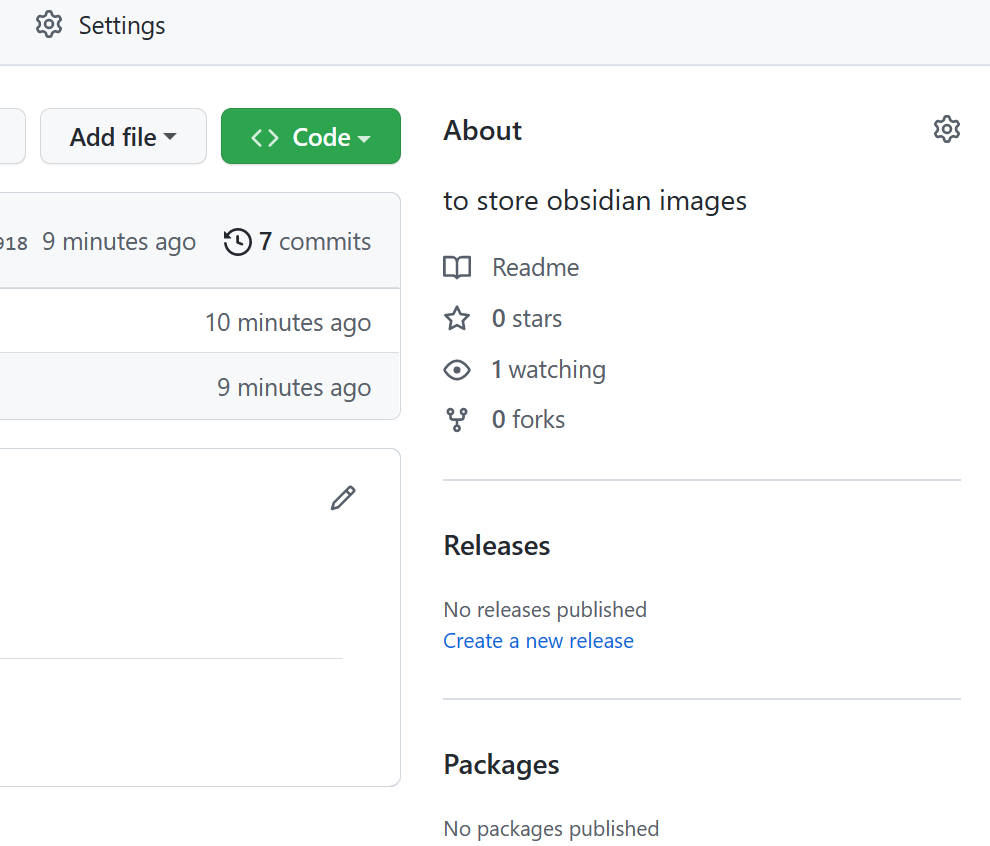 Settings
Add file
Code
918 9 minutes ago 7 commits
10 minutes ago
9 minutes ago
About
to store obsidian images
Readme
0 stars
1 watching
0 forks
Releases
No releases published
Create a new release
Packages
No packages published